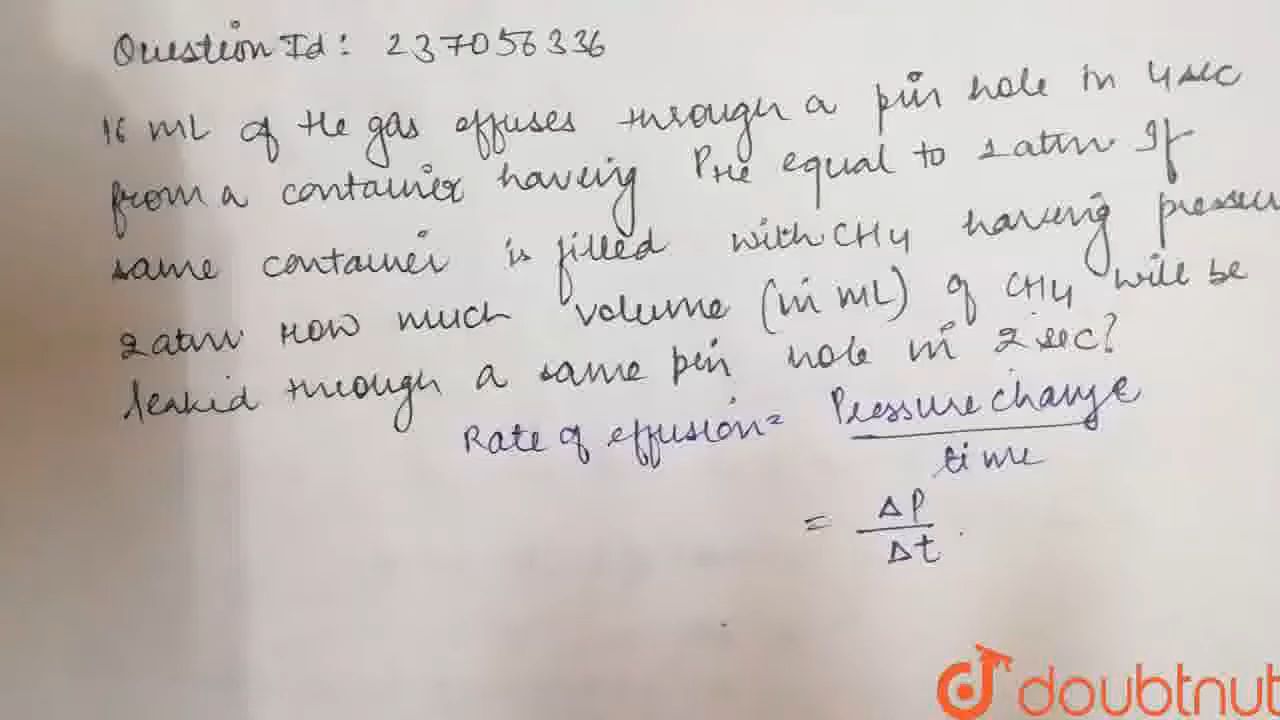 Question Id: 237056336
16 ML of He gas effuses through a pin hole in 4 sec
from a container having PHe equal to 1 atm If
same container is filled with CH4 having pressure
2 atm How much volume (in ML) of CH4 will be
leakid through a same pin hole in 2 sec?
Rate of effusion = Pressure change
time
= ΔP
Δt
doubtnut